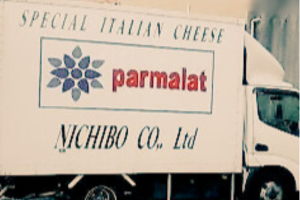 SPECIAL ITALIAN CHEESE
parmalat
NICHIBO CO,. Ltd